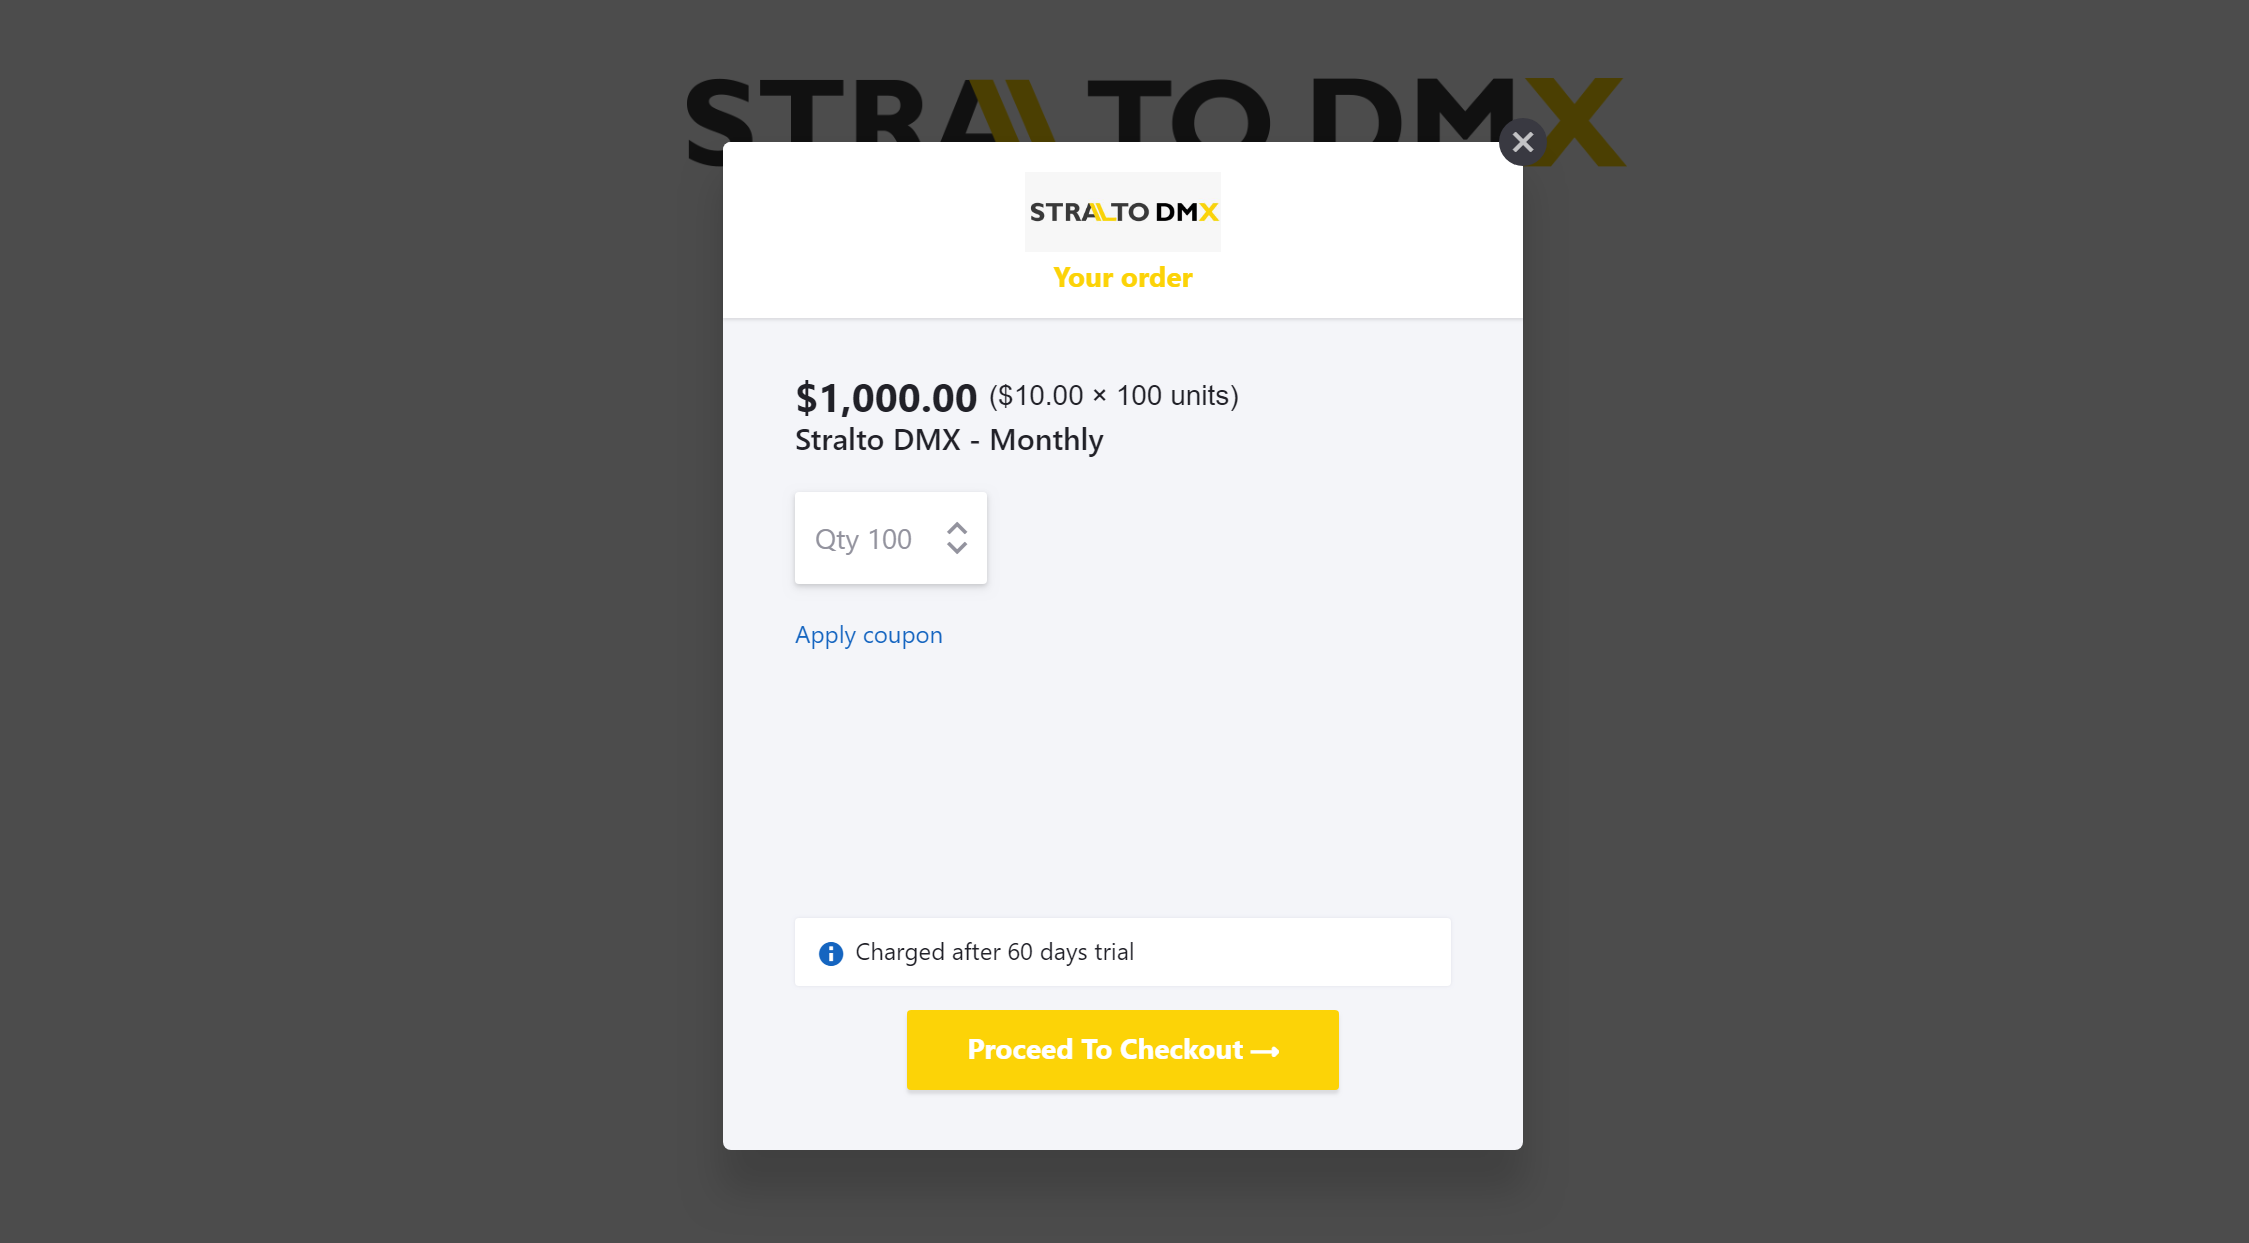 STRALTO DMX
STRALTO DMX
Your order
$1,000.00 ($10.00 × 100 units)
Stralto DMX - Monthly
Qty 100
Apply coupon
Charged after 60 days trial
Proceed To Checkout